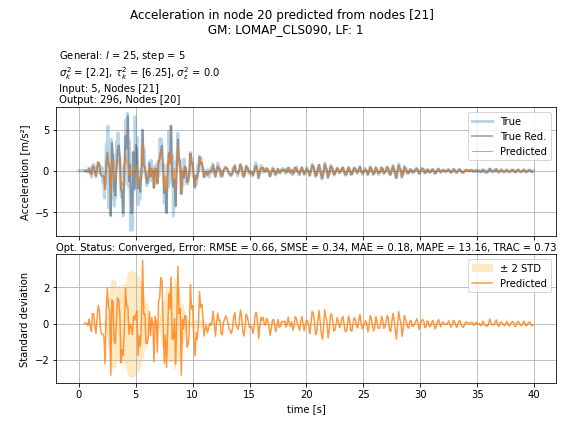 Acceleration in node 20 predicted from nodes [21]
GM: LOMAP_CLS090, LF: 1
General: l = 25, step = 5
σ²ₖ = [2.2], τ²ₖ = [6.25], σ²ε = 0.0
Input: 5, Nodes [21]
Output: 296, Nodes [20]
Acceleration [m/s²]
5
0
−5
True
True Red.
Predicted
Opt. Status: Converged, Error: RMSE = 0.66, SMSE = 0.34, MAE = 0.18, MAPE = 13.16, TRAC = 0.73
Standard deviation
2
0
−2
± 2 STD
Predicted
0 5 10 15 20 25 30 35 40
time [s]